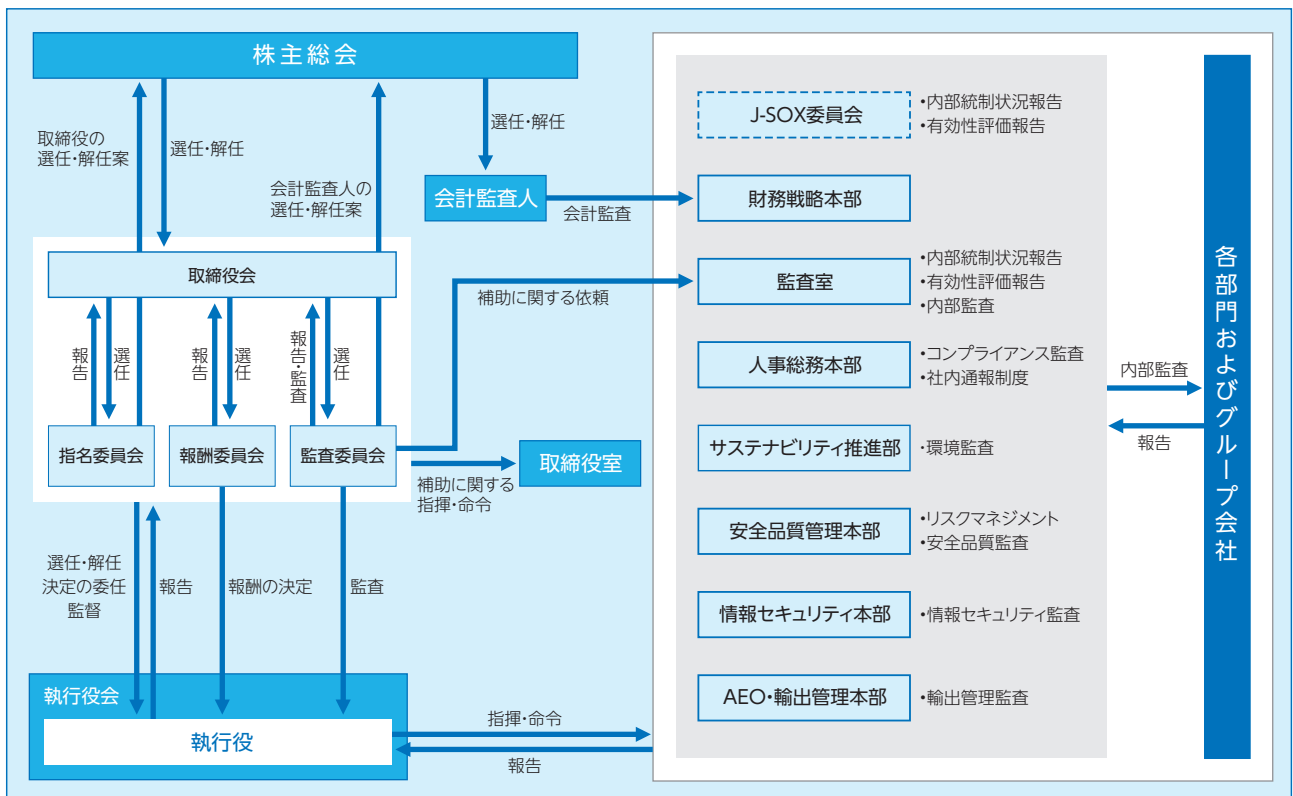 株主総会
取締役の
選任・解任案
選任・解任
会計監査人の
選任・解任案
選任・解任
会計監査人
会計監査
取締役会
報告
選任
報告
選任
報告・監査
選任
指名委員会
報酬委員会
監査委員会
補助に関する依頼
補助に関する
指揮・命令
取締役室
選任・解任
決定の委任
監督
報告
報酬の決定
監査
執行役会
執行役
指揮・命令
報告
J-SOX委員会
・内部統制状況報告
・有効性評価報告
財務戦略本部
監査室
・内部統制状況報告
・有効性評価報告
・内部監査
人事総務本部
・コンプライアンス監査
・社内通報制度
サステナビリティ推進部
・環境監査
安全品質管理本部
・リスクマネジメント
・安全品質監査
情報セキュリティ本部
・情報セキュリティ監査
AEO・輸出管理本部
・輸出管理監査
内部監査
報告
各部門およびグループ会社